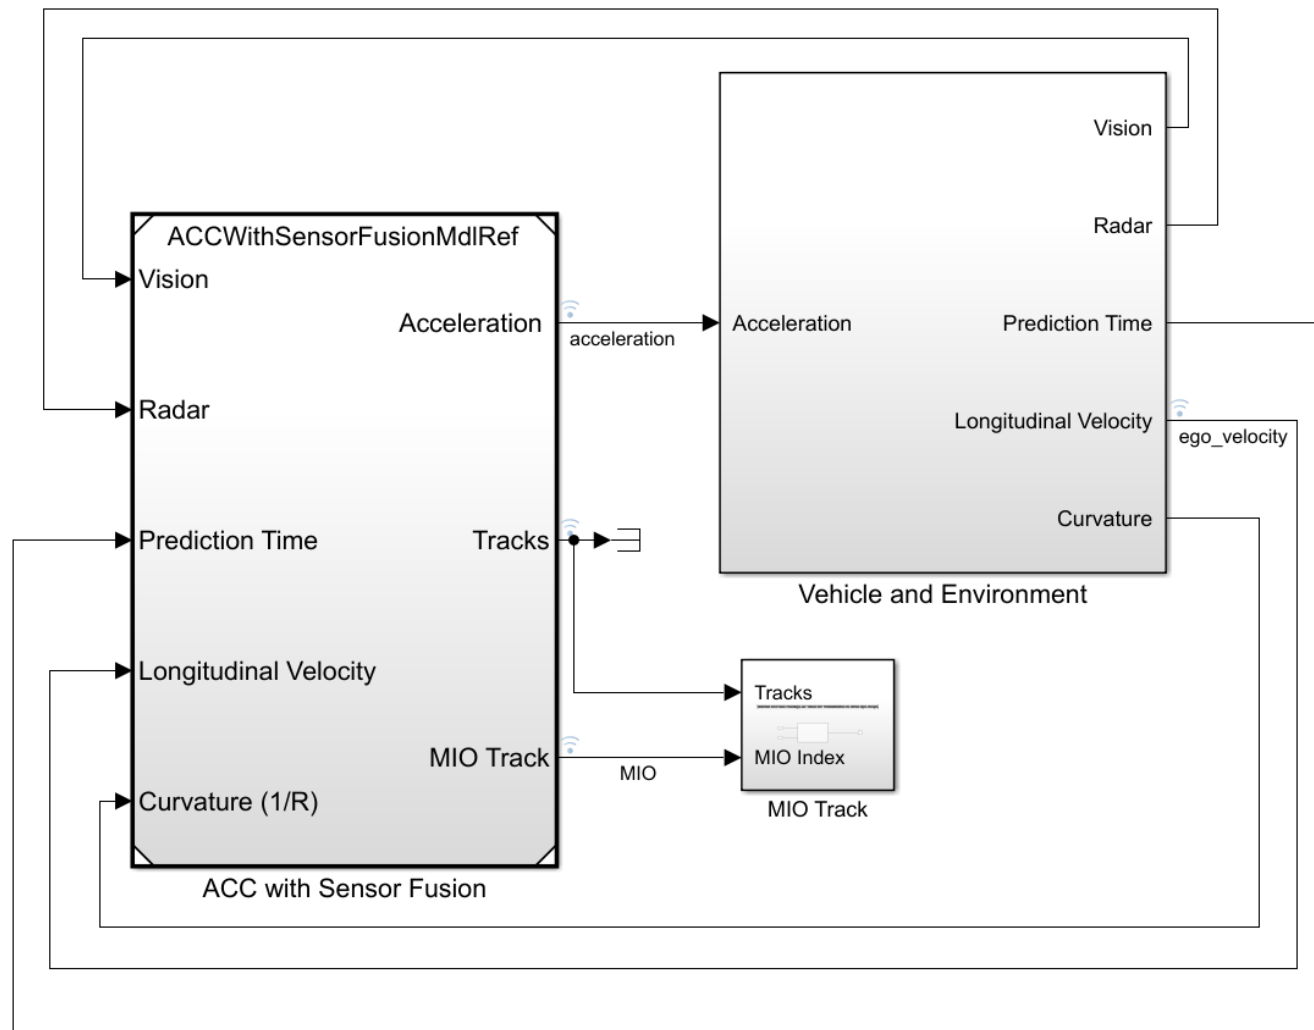 ACCWithSensorFusionMdlRef
Vision
Radar
Prediction Time
Longitudinal Velocity
Curvature (1/R)
Acceleration
Tracks
MIO Track
ACC with Sensor Fusion
acceleration
MIO
Acceleration
Vision
Radar
Prediction Time
Longitudinal Velocity
Curvature
Vehicle and Environment
ego_velocity
Tracks
MIO Index
MIO Track